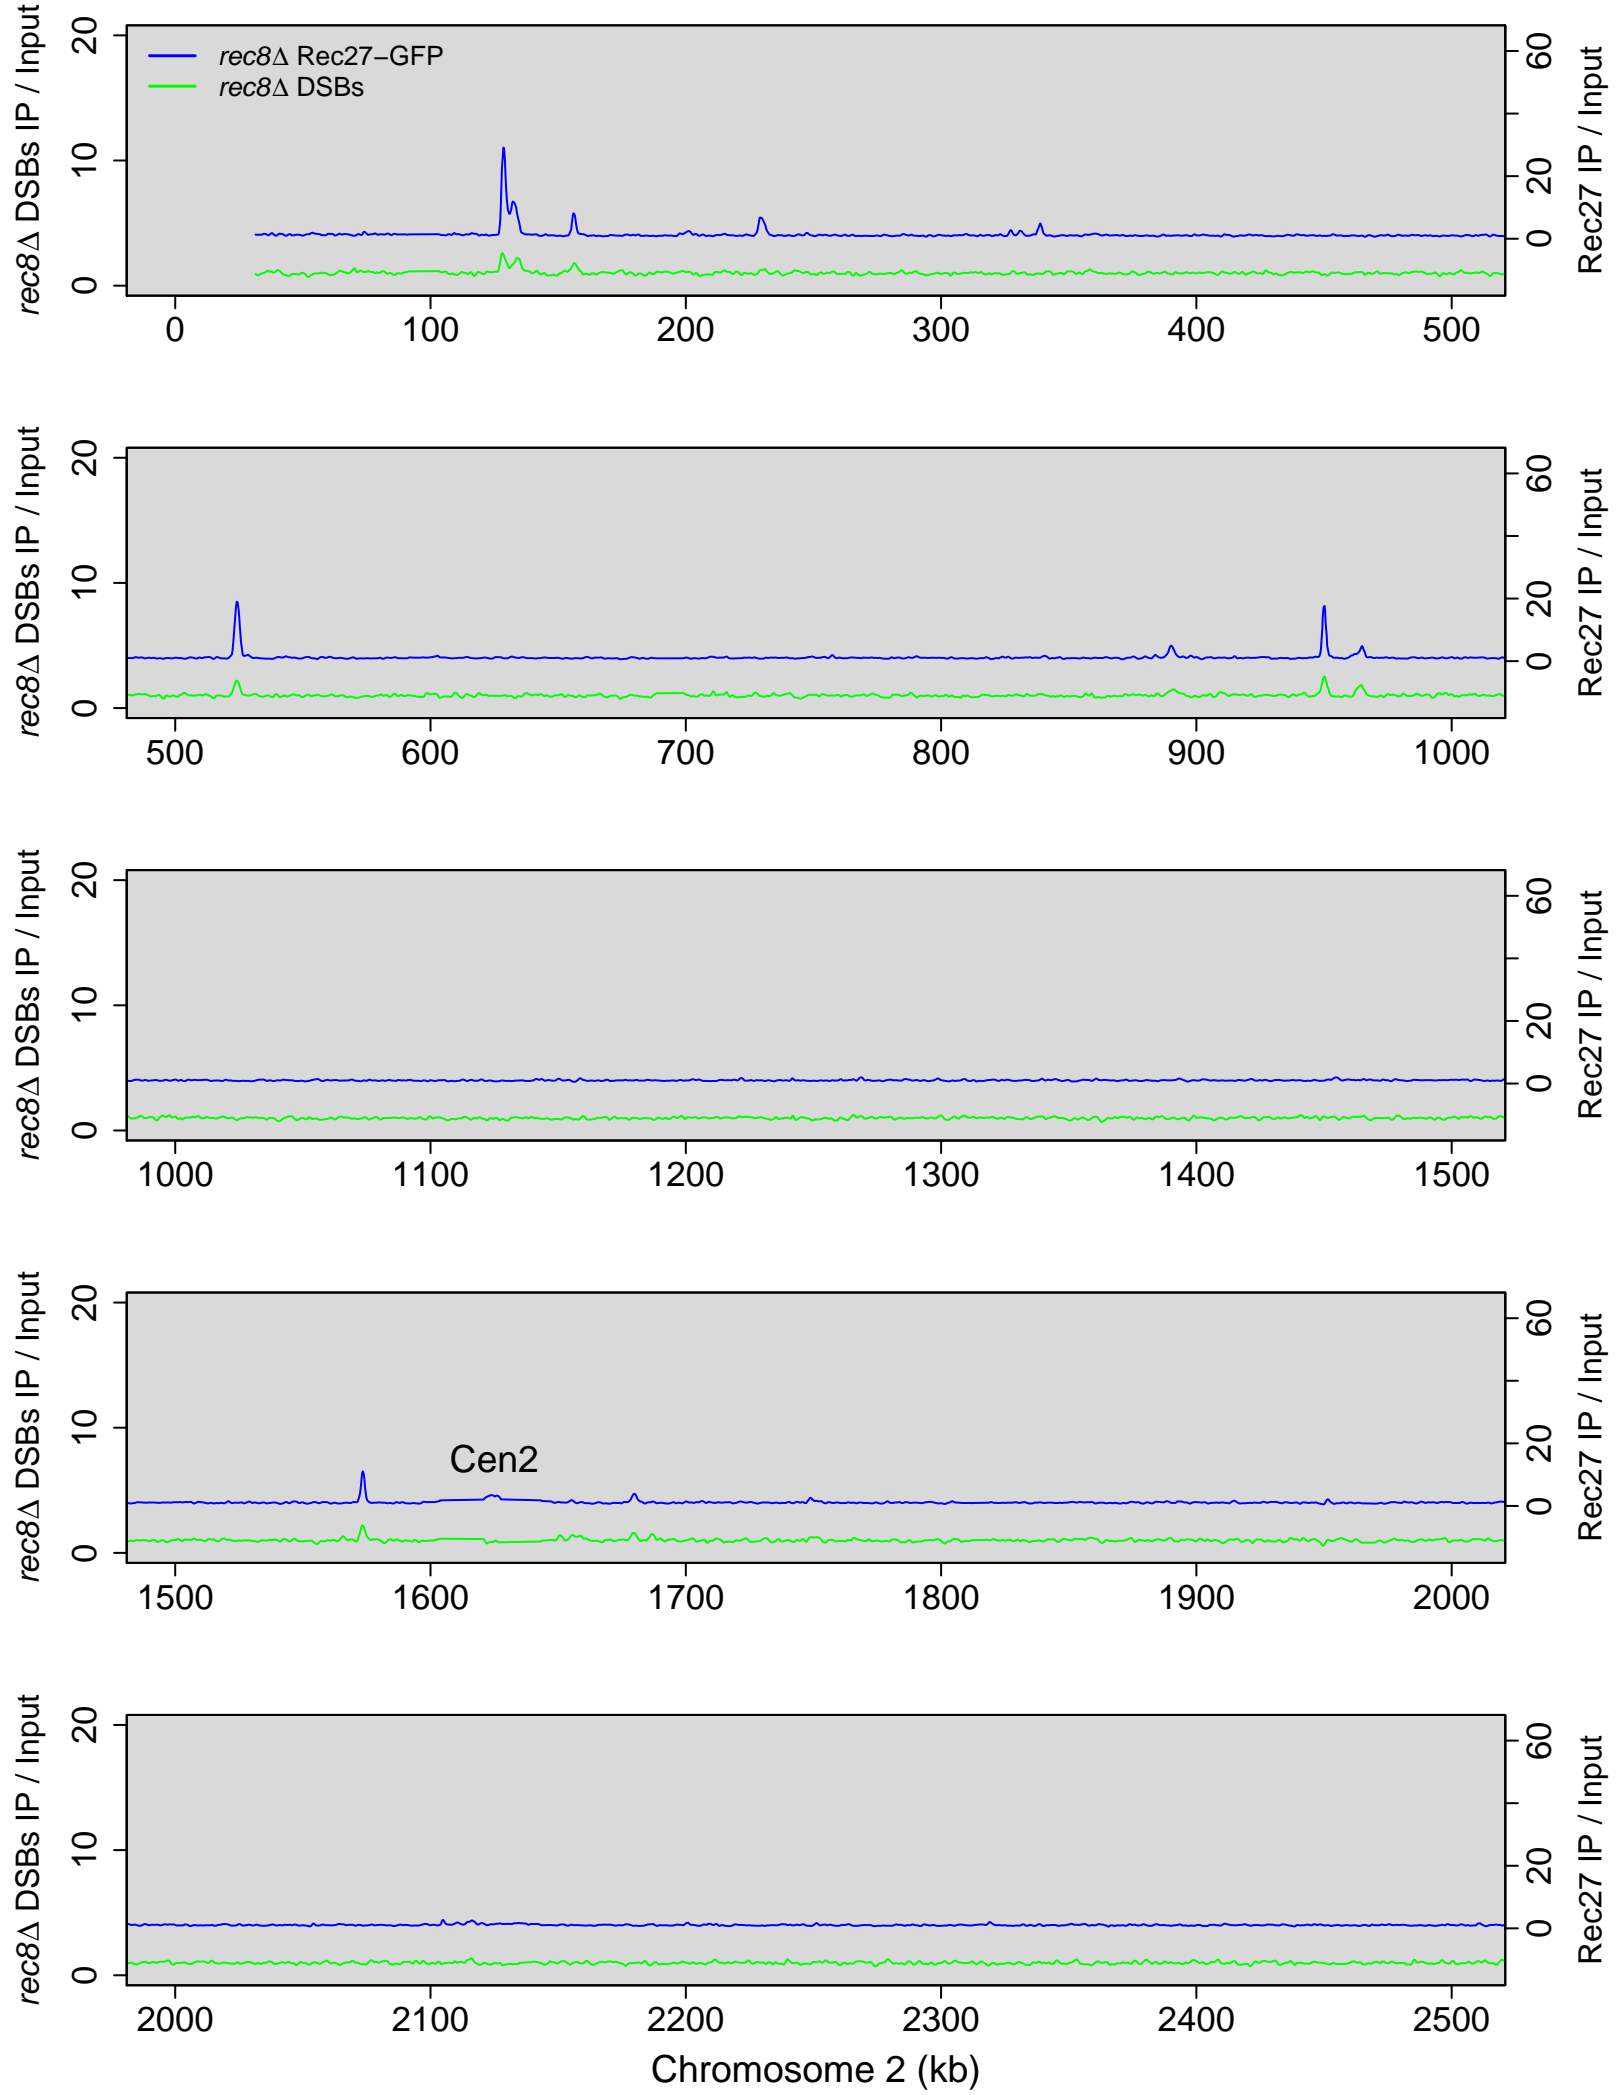 rec8Δ Rec27−GFP
rec8Δ DSBs
rec8Δ DSBs IP / Input
0 10 20
Rec27 IP / Input
0 20 60
0 100 200 300 400 500
rec8Δ DSBs IP / Input
0 10 20
Rec27 IP / Input
0 20 60
500 600 700 800 900 1000
rec8Δ DSBs IP / Input
0 10 20
Rec27 IP / Input
0 20 60
1000 1100 1200 1300 1400 1500
rec8Δ DSBs IP / Input
0 10 20
Cen2
Rec27 IP / Input
0 20 60
1500 1600 1700 1800 1900 2000
rec8Δ DSBs IP / Input
0 10 20
Rec27 IP / Input
0 20 60
2000 2100 2200 2300 2400 2500
Chromosome 2 (kb)